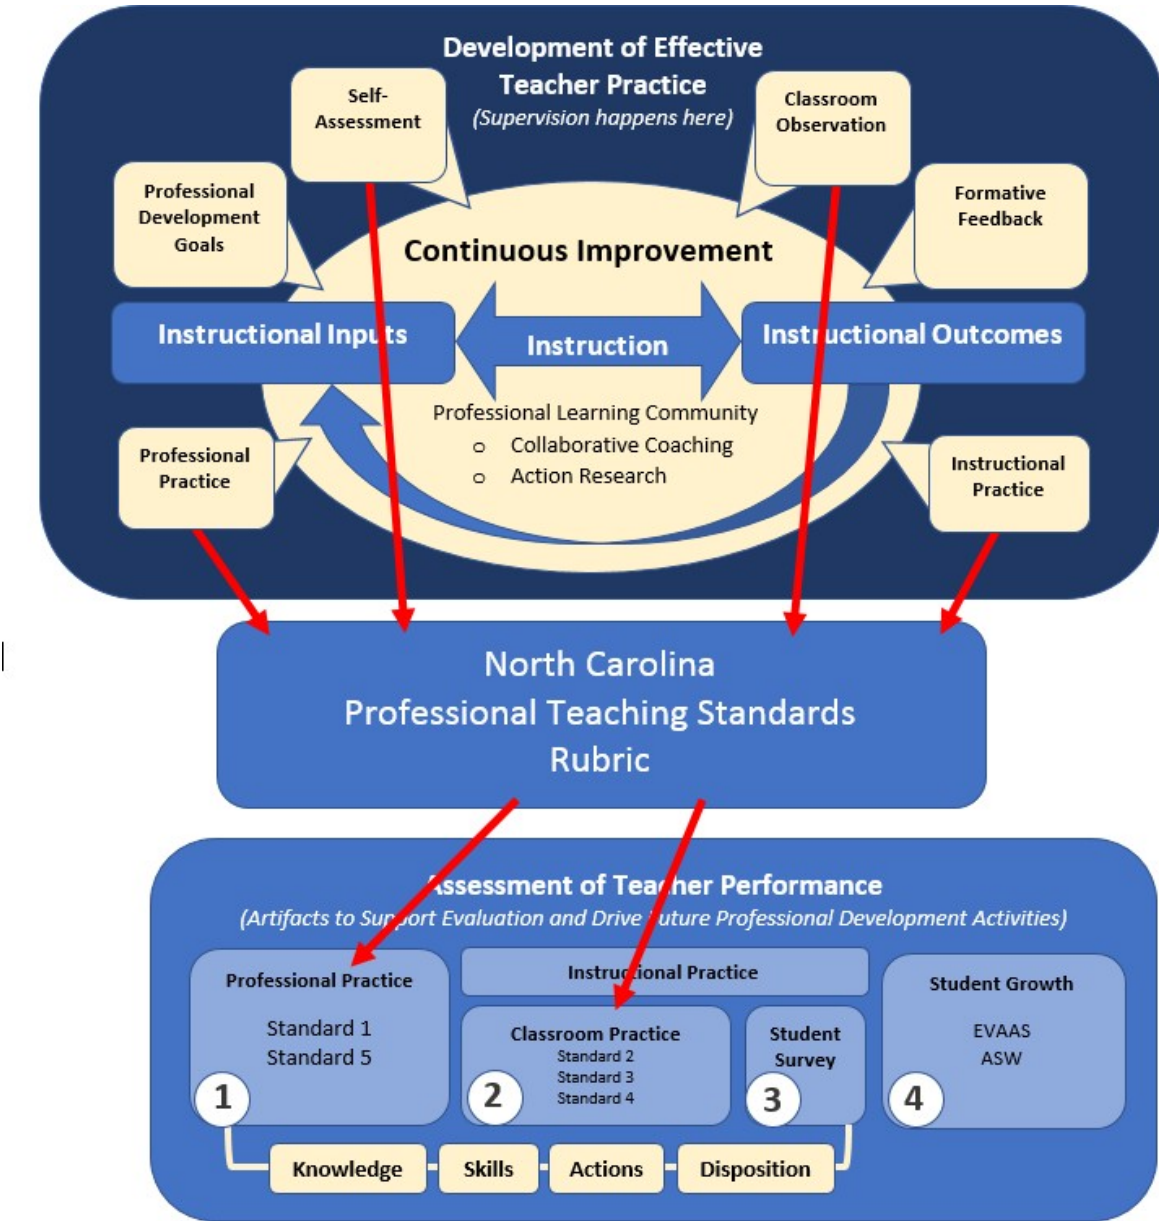 Development of Effective
Teacher Practice
(Supervision happens here)
Self-
Assessment
Classroom
Observation
Professional
Development
Goals
Formative
Feedback
Continuous Improvement
Instructional Inputs
Instruction
Instructional Outcomes
Professional Learning Community
o Collaborative Coaching
o Action Research
Professional
Practice
Instructional
Practice
North Carolina
Professional Teaching Standards
Rubric
Assessment of Teacher Performance
(Artifacts to Support Evaluation and Drive Future Professional Development Activities)
Professional Practice
Standard 1
Standard 5
1
Instructional Practice
Classroom Practice
Standard 2
Standard 3
Standard 4
2
Student
Survey
3
Student Growth
EVAAS
ASW
4
Knowledge
Skills
Actions
Disposition